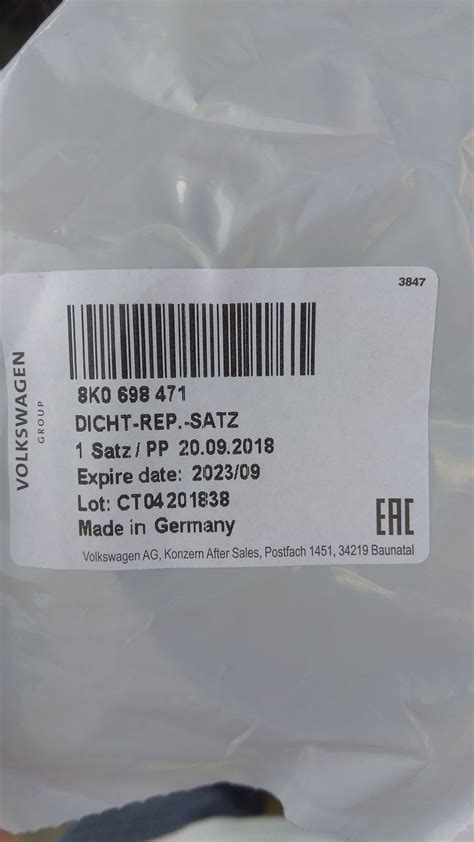 3847
VOLKSWAGEN
GROUP
8K0 698 471
DICHT-REP.-SATZ
1 Satz / PP 20.09.2018
Expire date: 2023/09
Lot: CT04201838
Made in Germany
EAC
Volkswagen AG, Konzern After Sales, Postfach 1451, 34219 Baunatal